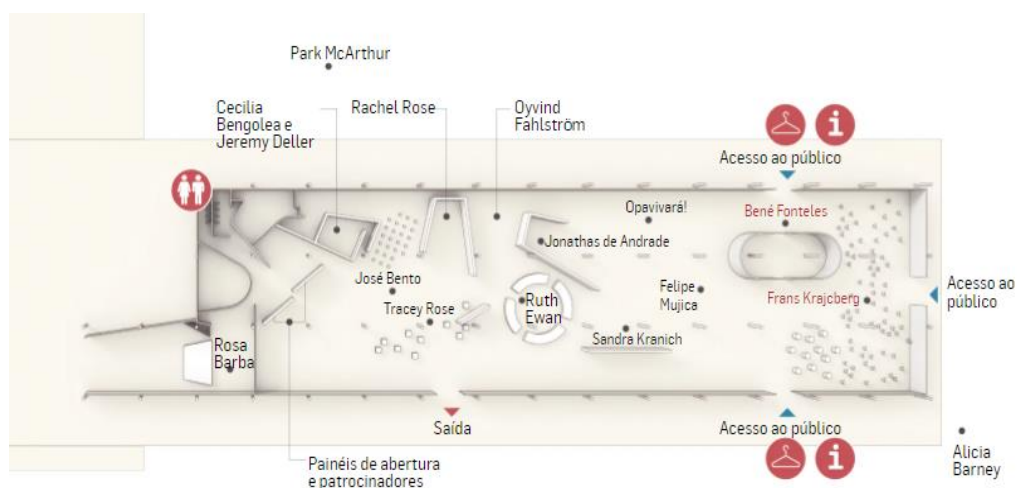 Park McArthur
Cecilia
Bengolea e
Jeremy Deller
Rachel Rose
Oyvind
Fahlström
Acesso ao público
Opavivará!
Bené Fonteles
Jonathas de Andrade
José Bento
Tracey Rose
Ruth
Ewan
Felipe
Mujica
Frans Krajcberg
Acesso ao
público
Sandra Kranich
Rosa
Barba
Saída
Acesso ao público
Painéis de abertura
e patrocinadores
Alicia
Barney